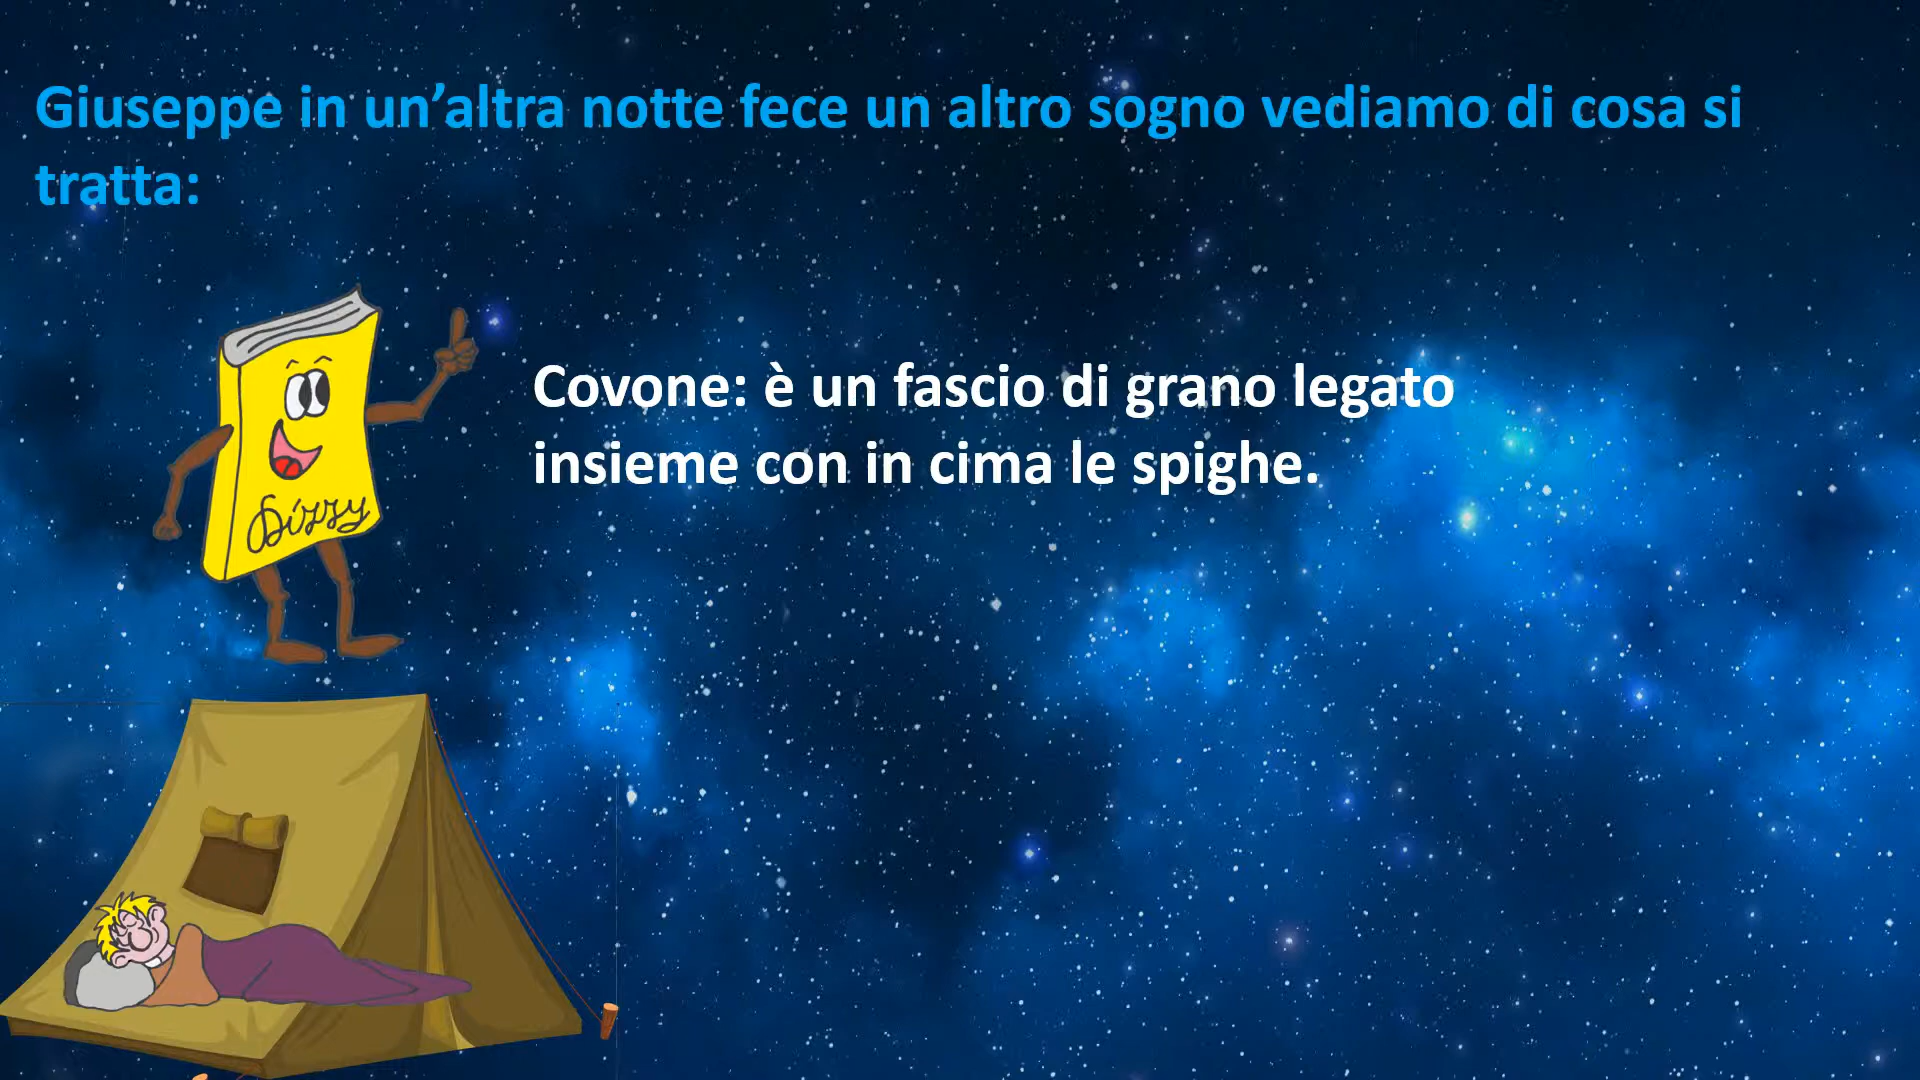 Giuseppe in un’altra notte fece un altro sogno vediamo di cosa si
tratta:
Covone: è un fascio di grano legato
insieme con in cima le spighe.
Dizzy